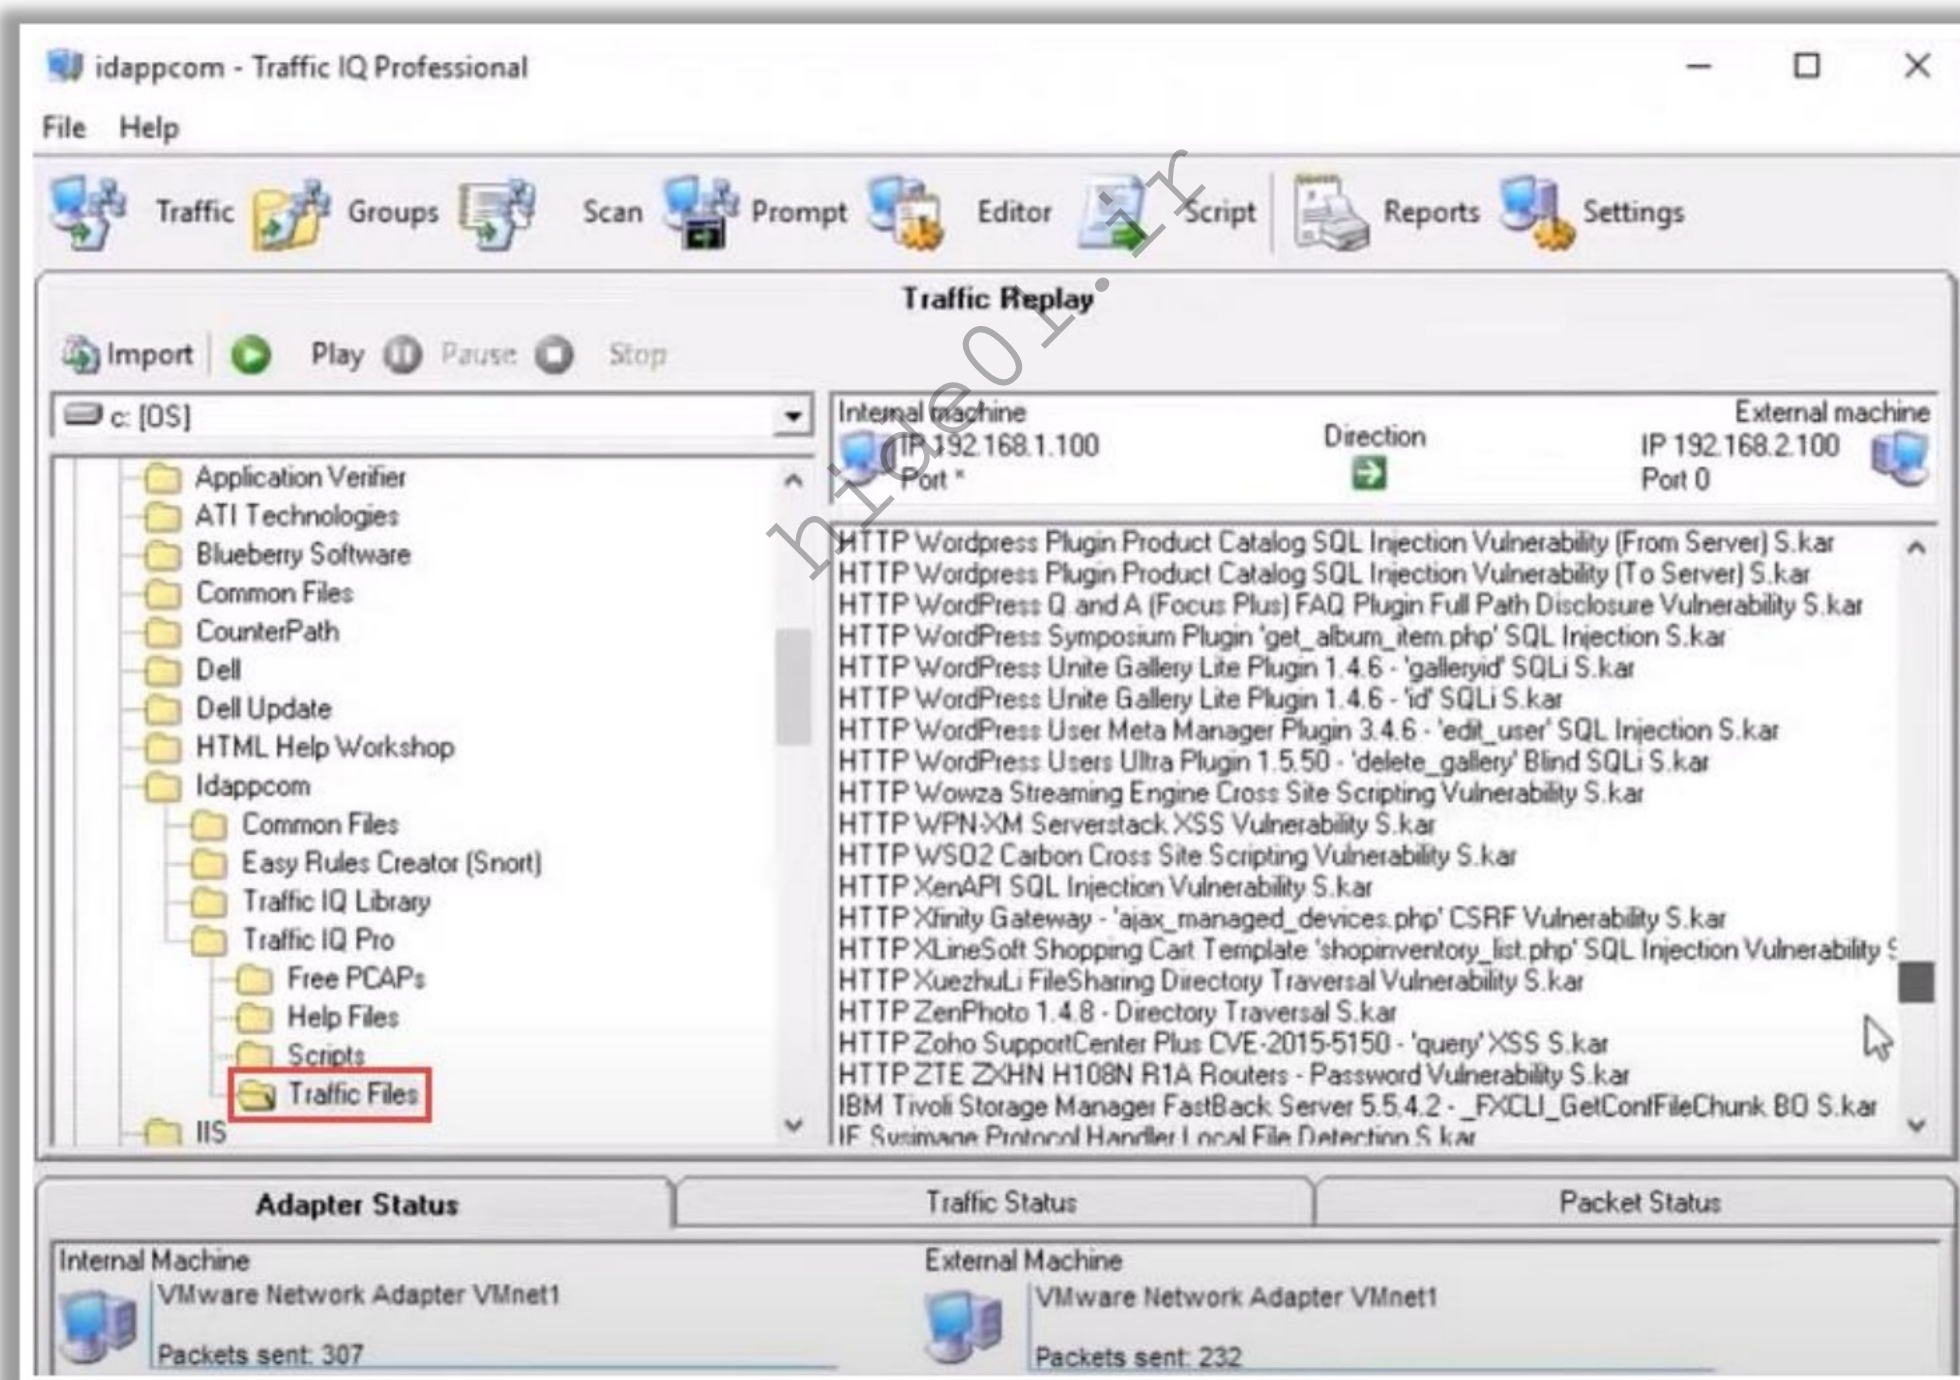 idappcom - Traffic IQ Professional
File Help
Traffic Groups Scan Prompt Editor Script Reports Settings
Traffic Replay
Import Play Pause Stop
c: [OS]
Application Verifier
ATI Technologies
Blueberry Software
Common Files
CounterPath
Dell
Dell Update
HTML Help Workshop
Idappcom
Common Files
Easy Rules Creator (Snort)
Traffic IQ Library
Traffic IQ Pro
Free PCAPs
Help Files
Scripts
Traffic Files
IIS
Internal machine
IP 192.168.1.100
Port *
Direction
External machine
IP 192.168.2.100
Port 0
HTTP Wordpress Plugin Product Catalog SQL Injection Vulnerability (From Server) S.kar
HTTP Wordpress Plugin Product Catalog SQL Injection Vulnerability (To Server) S.kar
HTTP WordPress Q and A (Focus Plus) FAQ Plugin Full Path Disclosure Vulnerability S.kar
HTTP WordPress Symposium Plugin 'get_album_item.php' SQL Injection S.kar
HTTP WordPress Unite Gallery Lite Plugin 1.4.6 - 'galleryid' SQLi S.kar
HTTP WordPress Unite Gallery Lite Plugin 1.4.6 - 'id' SQLi S.kar
HTTP WordPress User Meta Manager Plugin 3.4.6 - 'edit_user' SQL Injection S.kar
HTTP WordPress Users Ultra Plugin 1.5.50 - 'delete_gallery' Blind SQLi S.kar
HTTP Wowza Streaming Engine Cross Site Scripting Vulnerability S.kar
HTTP WPN-XM Serverstack XSS Vulnerability S.kar
HTTP WSO2 Carbon Cross Site Scripting Vulnerability S.kar
HTTP XenAPI SQL Injection Vulnerability S.kar
HTTP Xfinity Gateway - 'ajax_managed_devices.php' CSRF Vulnerability S.kar
HTTP XLineSoft Shopping Cart Template 'shopinventory_list.php' SQL Injection Vulnerability S
HTTP XuezhuLi FileSharing Directory Traversal Vulnerability S.kar
HTTP ZenPhoto 1.4.8 - Directory Traversal S.kar
HTTP Zoho SupportCenter Plus CVE-2015-5150 - 'query' XSS S.kar
HTTP ZTE ZXHN H108N R1A Routers - Password Vulnerability S.kar
IBM Tivoli Storage Manager FastBack Server 5.5.4.2 - _FXCLI_GetConfFileChunk BO S.kar
IE Sysimage Protocol Handler Local File Detection S.kar
Adapter Status Traffic Status Packet Status
Internal Machine
VMware Network Adapter VMnet1
Packets sent: 307
External Machine
VMware Network Adapter VMnet1
Packets sent: 232
hide01.ir